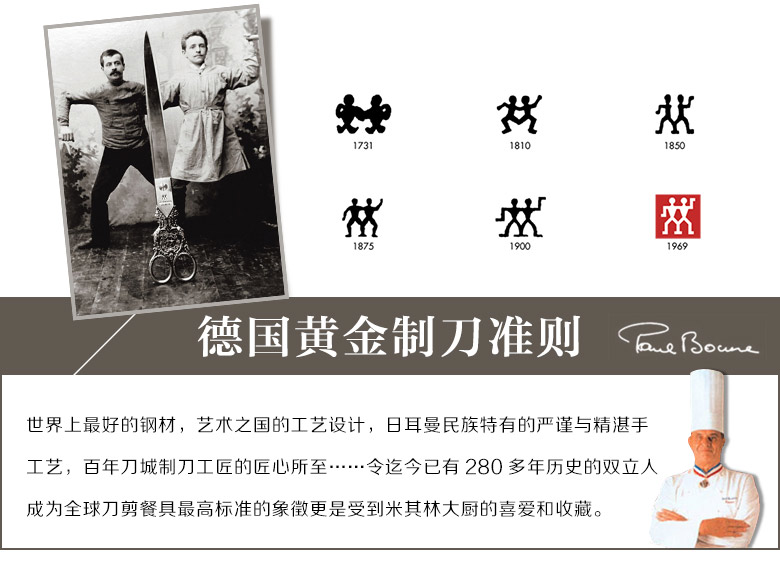 1731
1810
1850
1875
1900
1969
德国黄金制刀准则
Paul Bocuse
世界上最好的钢材，艺术之国的工艺设计，日耳曼民族特有的严谨与精湛手
工艺，百年刀城制刀工匠的匠心所至……令迄今已有 280 多年历史的双立人
成为全球刀剪餐具最高标准的象徵更是受到米其林大厨的喜爱和收藏。